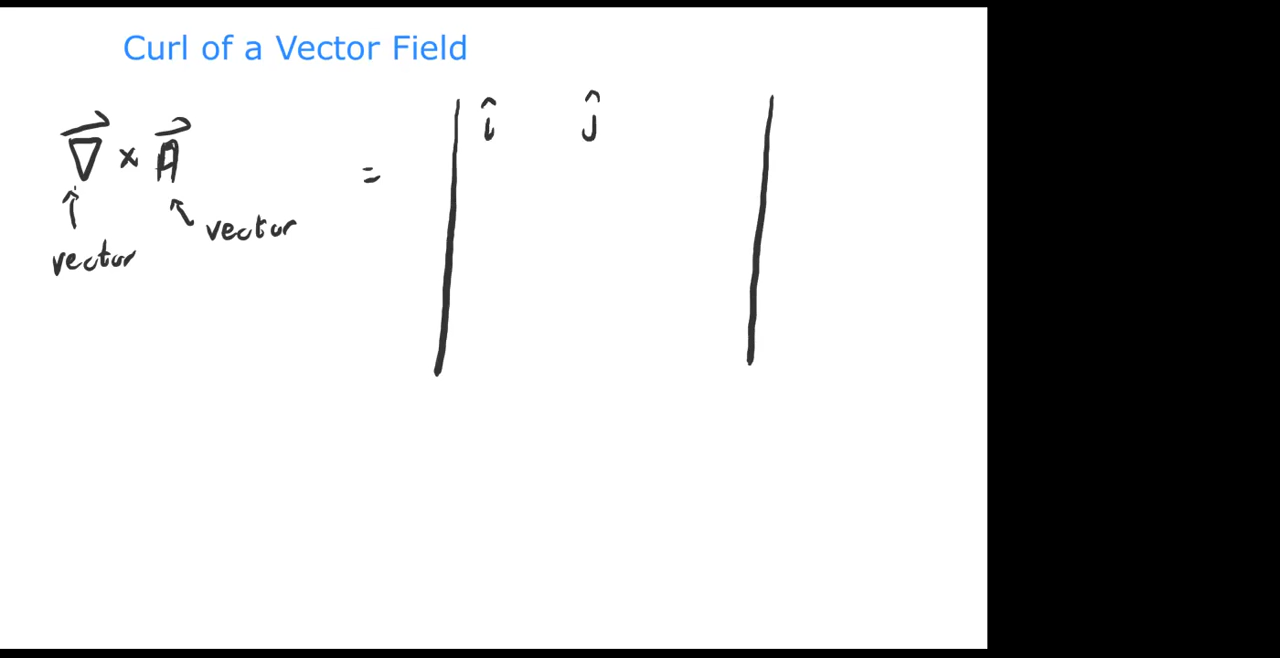 Curl of a Vector Field
∇⃗ × A⃗ = | î ĵ |
vector
vector